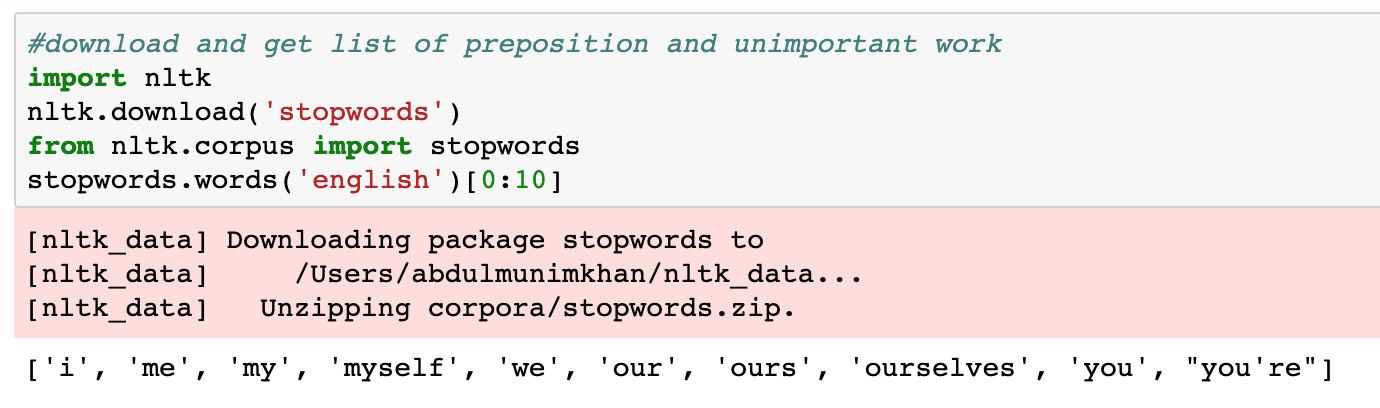 #download and get list of preposition and unimportant work
import nltk
nltk.download('stopwords')
from nltk.corpus import stopwords
stopwords.words('english')[0:10]
[nltk_data] Downloading package stopwords to
[nltk_data]     /Users/abdulmunimkhan/nltk_data...
[nltk_data]   Unzipping corpora/stopwords.zip.
['i', 'me', 'my', 'myself', 'we', 'our', 'ours', 'ourselves', 'you', "you're"]